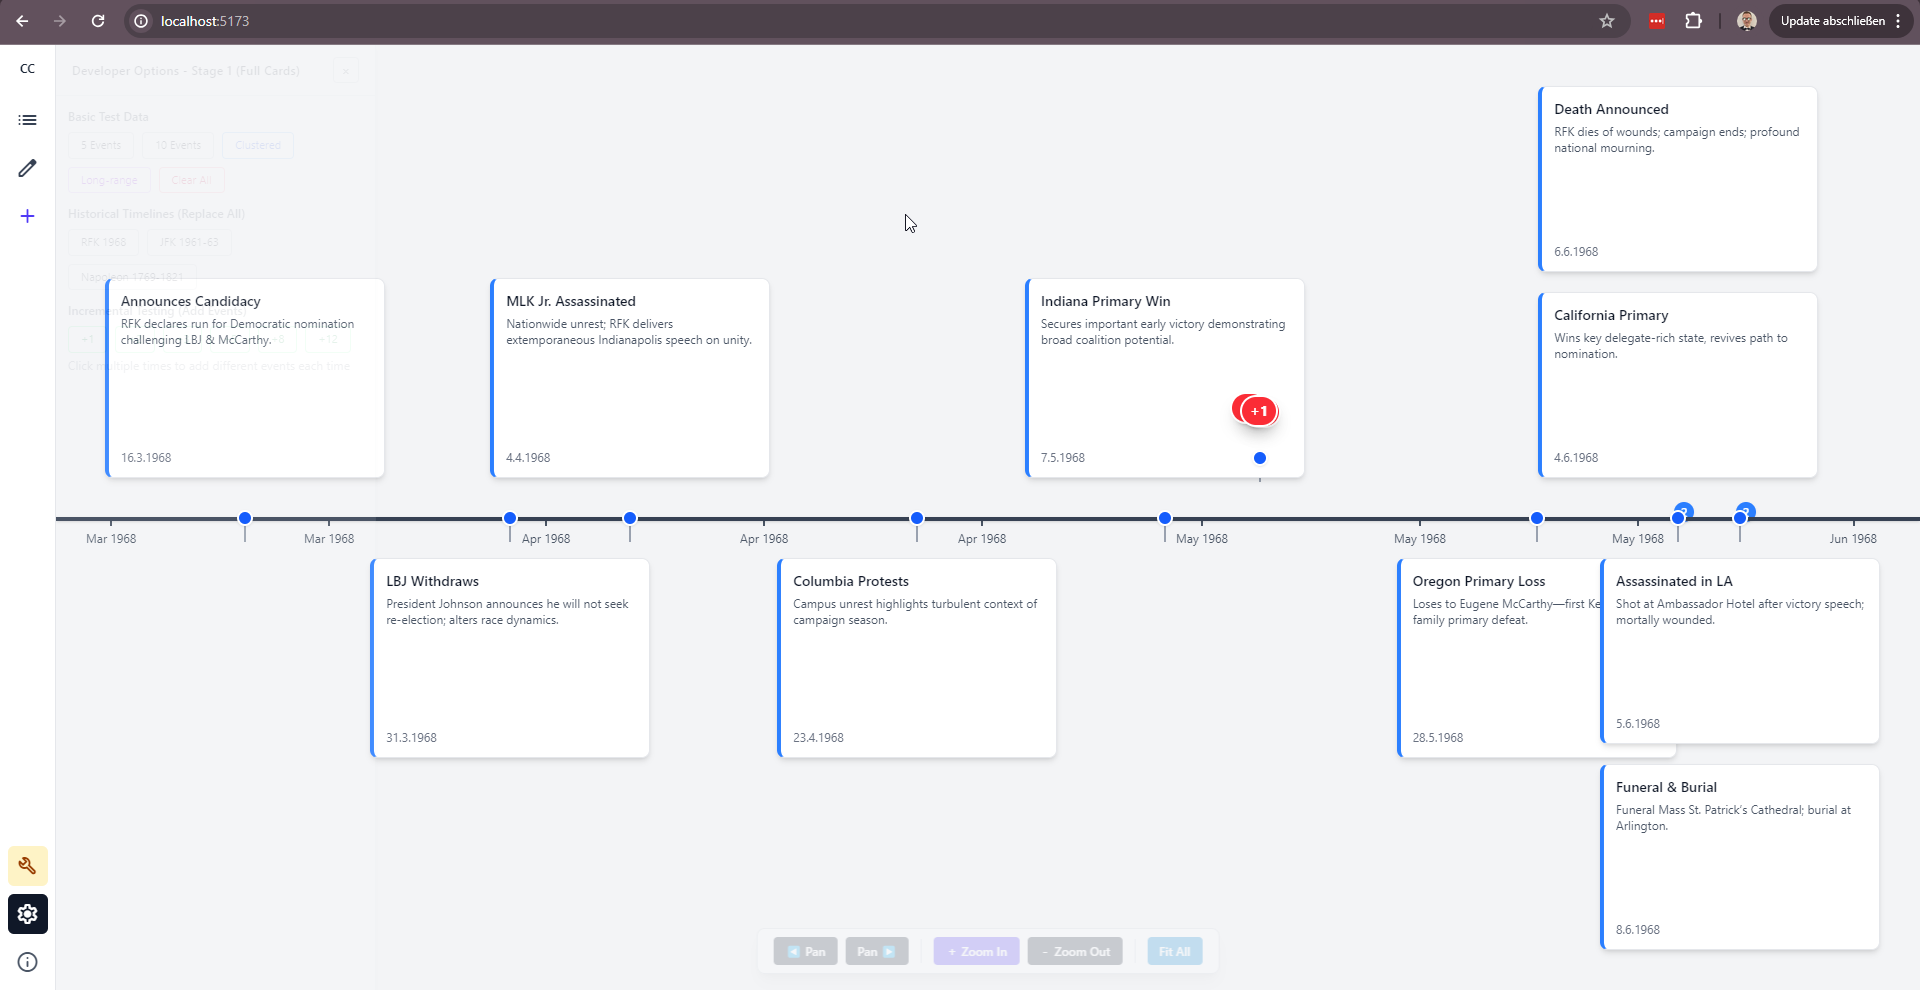 localhost:5173
Update abschließen
CC
Developer Options - Stage 1 (Full Cards)
×
Basic Test Data
5 Events
10 Events
Clustered
Long-range
Clear All
Historical Timelines (Replace All)
RFK 1968
JFK 1961-63
Napoleon 1769-1821
Incremental Testing (Add Events)
+1
+8
+12
Click multiple times to add different events each time
Announces Candidacy
RFK declares run for Democratic nomination
challenging LBJ & McCarthy.
16.3.1968
MLK Jr. Assassinated
Nationwide unrest; RFK delivers
extemporaneous Indianapolis speech on unity.
4.4.1968
Indiana Primary Win
Secures important early victory demonstrating
broad coalition potential.
+1
7.5.1968
Death Announced
RFK dies of wounds; campaign ends; profound
national mourning.
6.6.1968
California Primary
Wins key delegate-rich state, revives path to
nomination.
4.6.1968
Mar 1968
Mar 1968
Apr 1968
Apr 1968
Apr 1968
May 1968
May 1968
May 1968
Jun 1968
LBJ Withdraws
President Johnson announces he will not seek
re-election; alters race dynamics.
31.3.1968
Columbia Protests
Campus unrest highlights turbulent context of
campaign season.
23.4.1968
Oregon Primary Loss
Loses to Eugene McCarthy—first Ke
family primary defeat.
28.5.1968
Assassinated in LA
Shot at Ambassador Hotel after victory speech;
mortally wounded.
5.6.1968
Funeral & Burial
Funeral Mass St. Patrick’s Cathedral; burial at
Arlington.
8.6.1968
Pan
Pan
+ Zoom In
- Zoom Out
Fit All